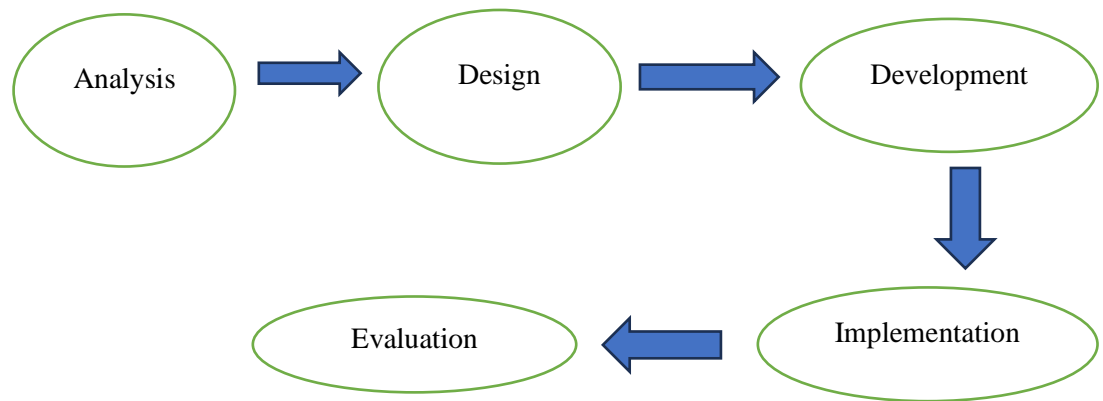 Analysis
Design
Development
Implementation
Evaluation